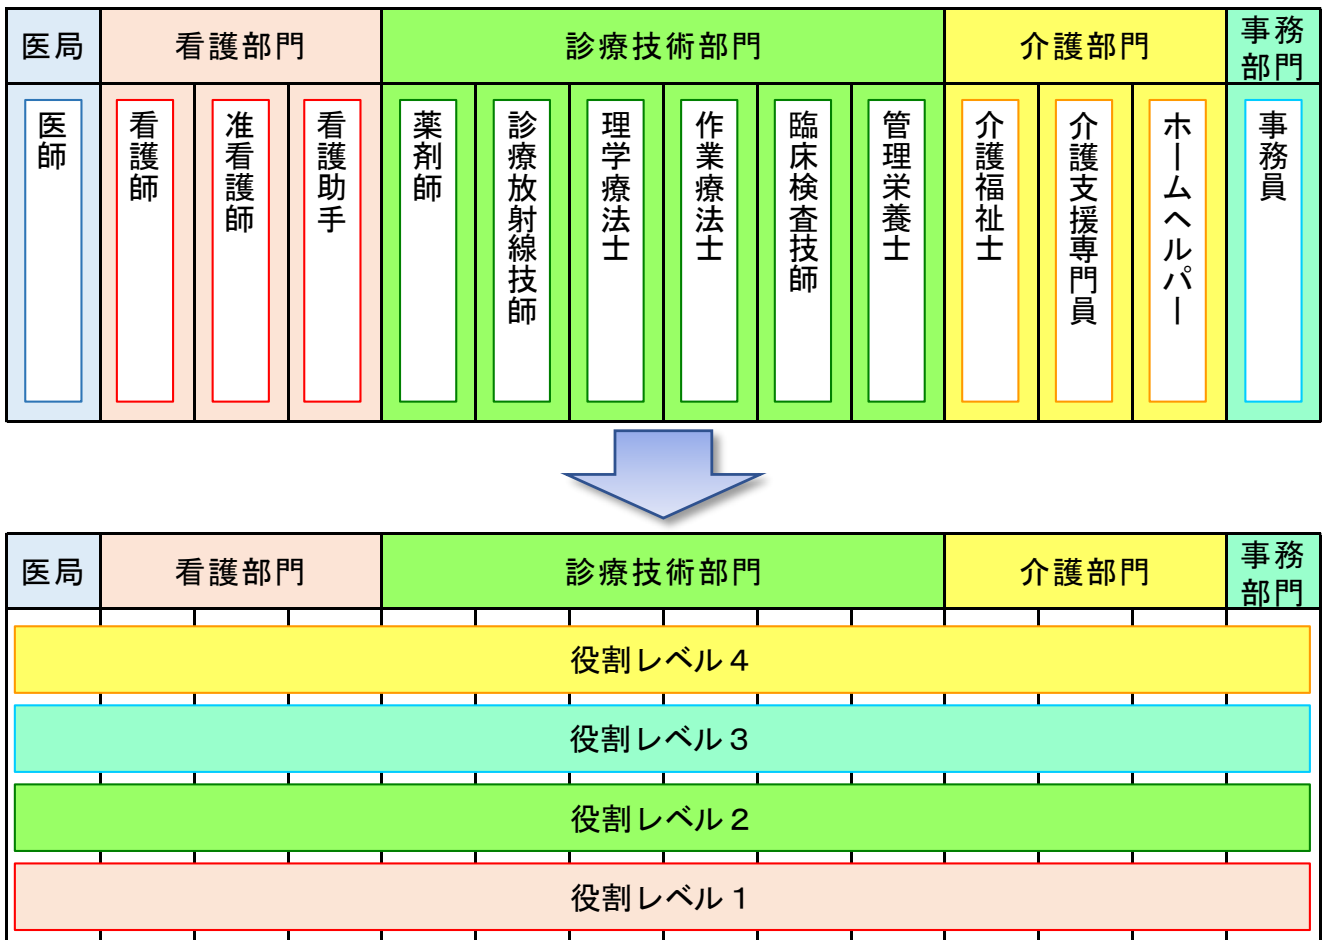 医局
看護部門
診療技術部門
介護部門
事務
部門
医師
看護師
准看護師
看護助手
薬剤師
診療放射線技師
理学療法士
作業療法士
臨床検査技師
管理栄養士
介護福祉士
介護支援専門員
ホームヘルパー
事務員
医局
看護部門
診療技術部門
介護部門
事務
部門
役割レベル４
役割レベル３
役割レベル２
役割レベル１